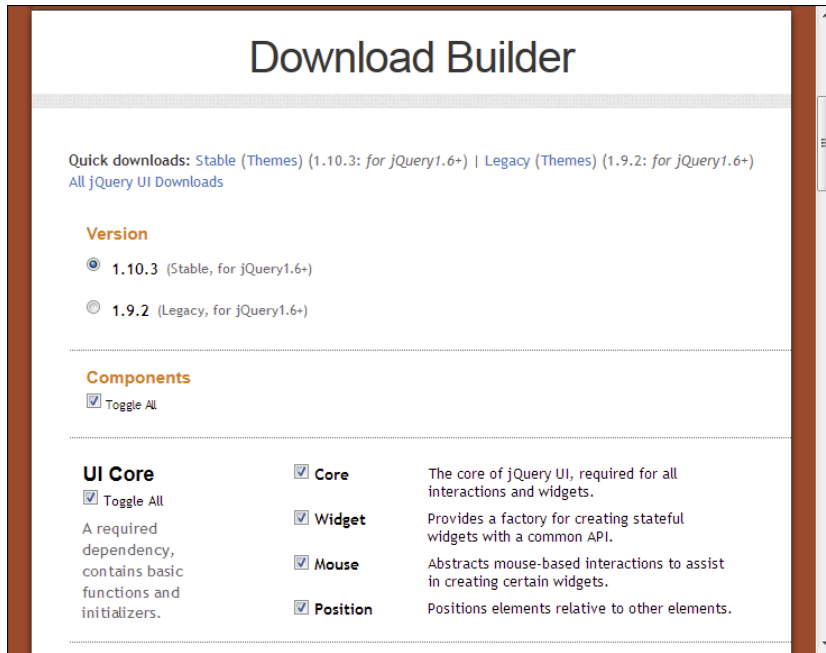 Download Builder
Quick downloads: Stable (Themes) (1.10.3: for jQuery1.6+) | Legacy (Themes) (1.9.2: for jQuery1.6+)
All jQuery UI Downloads
Version
1.10.3 (Stable, for jQuery1.6+)
1.9.2 (Legacy, for jQuery1.6+)
Components
Toggle All
UI Core
Toggle All
A required
dependency,
contains basic
functions and
initializers.
Core
The core of jQuery UI, required for all
interactions and widgets.
Widget
Provides a factory for creating stateful
widgets with a common API.
Mouse
Abstracts mouse-based interactions to assist
in creating certain widgets.
Position
Positions elements relative to other elements.